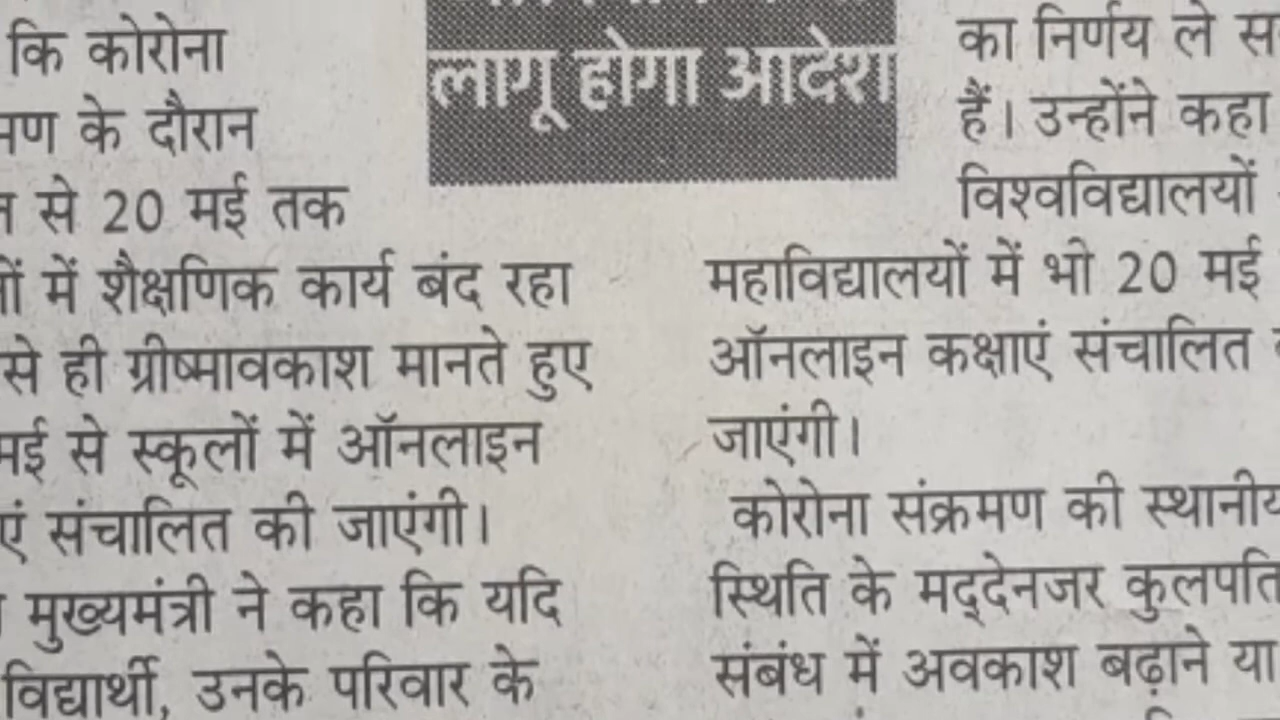 कि कोरोना
के दौरान
से 20 मई तक
में शैक्षणिक कार्य बंद रहा
से ही ग्रीष्मावकाश मानते हुए
मई से स्कूलों में ऑनलाइन
संचालित की जाएंगी।
मुख्यमंत्री ने कहा कि यदि
विद्यार्थी, उनके परिवार के
लागू होगा आदेश
का निर्णय ले
हैं। उन्होंने कहा
विश्वविद्यालयों
महाविद्यालयों में भी 20 मई
ऑनलाइन कक्षाएं संचालित
जाएंगी।
कोरोना संक्रमण की स्थानीय
स्थिति के मद्देनजर कुलपति
संबंध में अवकाश बढ़ाने या